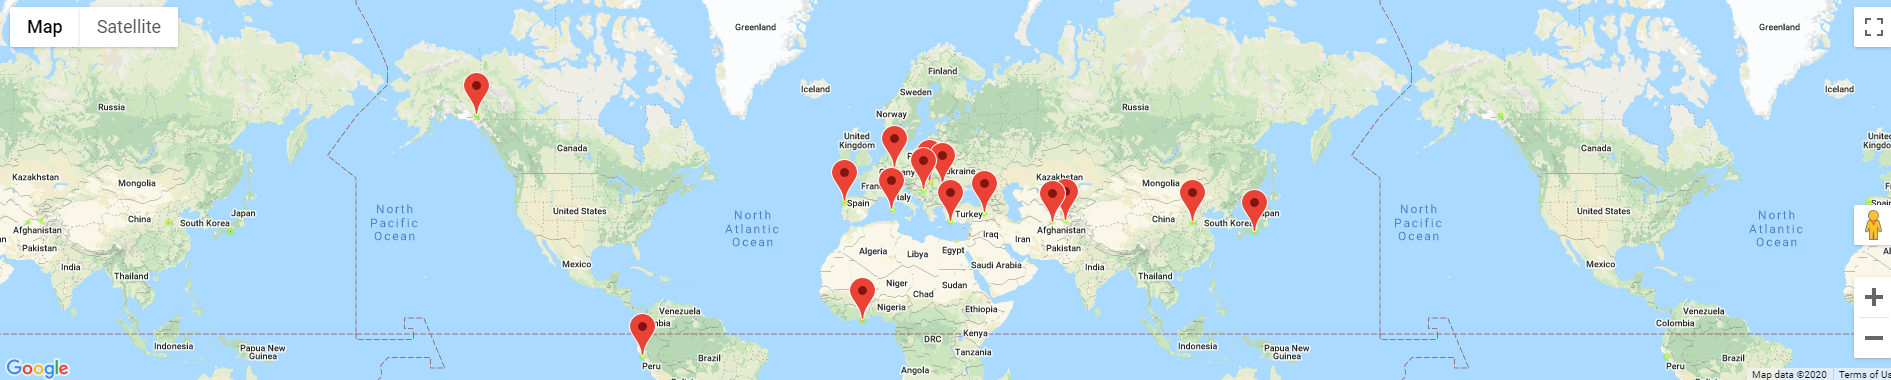 Map Satellite
Greenland
Greenland
Iceland
Iceland
Finland
Sweden
Norway
Russia
Russia
United
Kingdom
Canada
Canada
Kazakhstan
Mongolia
Kazakhstan
Mongolia
Ukraine
Germany
Spain
Italy
Turkey
China
South Korea
Japan
China
South Korea
Japan
Afghanistan
Pakistan
Afghanistan
Pakistan
United States
United States
North
Pacific
Ocean
North
Atlantic
Ocean
North
Pacific
Ocean
North
Atlantic
Ocean
Iraq
Iran
Algeria
Libya
Egypt
Saudi Arabia
India
Thailand
India
Thailand
Mexico
Mexico
Niger
Chad
Sudan
Nigeria
Ethiopia
Kenya
DRC
Tanzania
Angola
Venezuela
Venezuela
Colombia
Peru
Brazil
Peru
Brazil
Indonesia
Papua New
Guinea
Indonesia
Papua New
Guinea
Google
Map data ©2020
Terms of Us